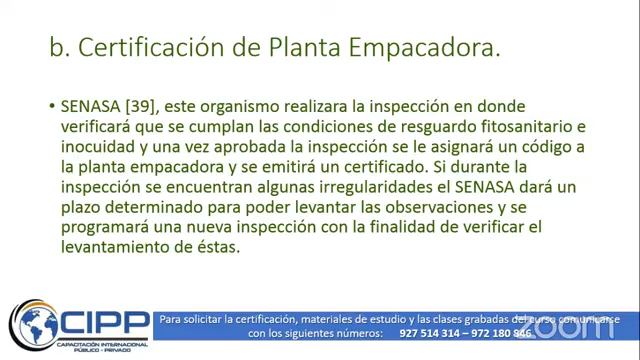 b. Certificación de Planta Empacadora.
• SENASA [39], este organismo realizara la inspección en donde
verificará que se cumplan las condiciones de resguardo fitosanitario e
inocuidad y una vez aprobada la inspección se le asignará un código a
la planta empacadora y se emitirá un certificado. Si durante la
inspección se encuentran algunas irregularidades el SENASA dará un
plazo determinado para poder levantar las observaciones y se
programará una nueva inspección con la finalidad de verificar el
levantamiento de éstas.
CIPP
CAPACITACIÓN INTERNACIONAL
PÚBLICO - PRIVADO
Para solicitar la certificación, materiales de estudio y las clases grabadas del curso comunicarse
con los siguientes números: 927 514 314 – 972 180 846
zoom